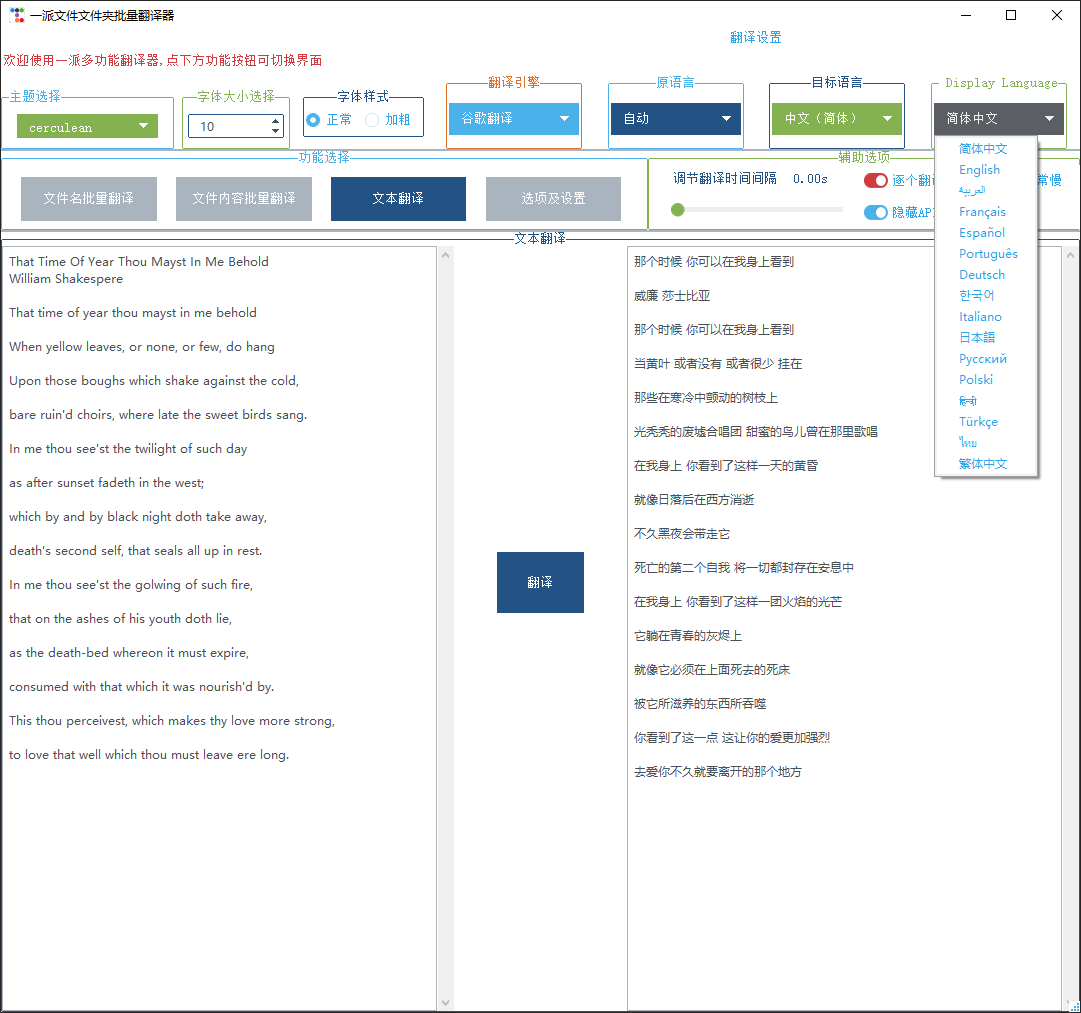 一派文件文件夹批量翻译器
翻译设置
欢迎使用一派多功能翻译器,点下方功能按钮可切换界面
主题选择
cerculean
字体大小选择
10
字体样式
正常
加粗
翻译引擎
谷歌翻译
原语言
自动
目标语言
中文（简体）
Display Language
简体中文
简体中文
English
العربية
Français
Español
Português
Deutsch
한국어
Italiano
日本語
Русский
Polski
हिन्दी
Türkçe
ไทย
繁体中文
功能选择
文件名批量翻译
文件内容批量翻译
文本翻译
选项及设置
辅助选项
调节翻译时间间隔 0.00s
逐个翻译
常慢
隐藏API
文本翻译
That Time Of Year Thou Mayst In Me Behold
William Shakespere
That time of year thou mayst in me behold
When yellow leaves, or none, or few, do hang
Upon those boughs which shake against the cold,
bare ruin'd choirs, where late the sweet birds sang.
In me thou see'st the twilight of such day
as after sunset fadeth in the west;
which by and by black night doth take away,
death's second self, that seals all up in rest.
In me thou see'st the golwing of such fire,
that on the ashes of his youth doth lie,
as the death-bed whereon it must expire,
consumed with that which it was nourish'd by.
This thou perceivest, which makes thy love more strong,
to love that well which thou must leave ere long.
翻译
那个时候 你可以在我身上看到
威廉 莎士比亚
那个时候 你可以在我身上看到
当黄叶 或者没有 或者很少 挂在
那些在寒冷中颤动的树枝上
光秃秃的废墟合唱团 甜蜜的鸟儿曾在那里歌唱
在我身上 你看到了这样一天的黄昏
就像日落后在西方消逝
不久黑夜会带走它
死亡的第二个自我 将一切都封存在安息中
在我身上 你看到了这样一团火焰的光芒
它躺在青春的灰烬上
就像它必须在上面死去的死床
被它所滋养的东西所吞噬
你看到了这一点 这让你的爱更加强烈
去爱你不久就要离开的那个地方